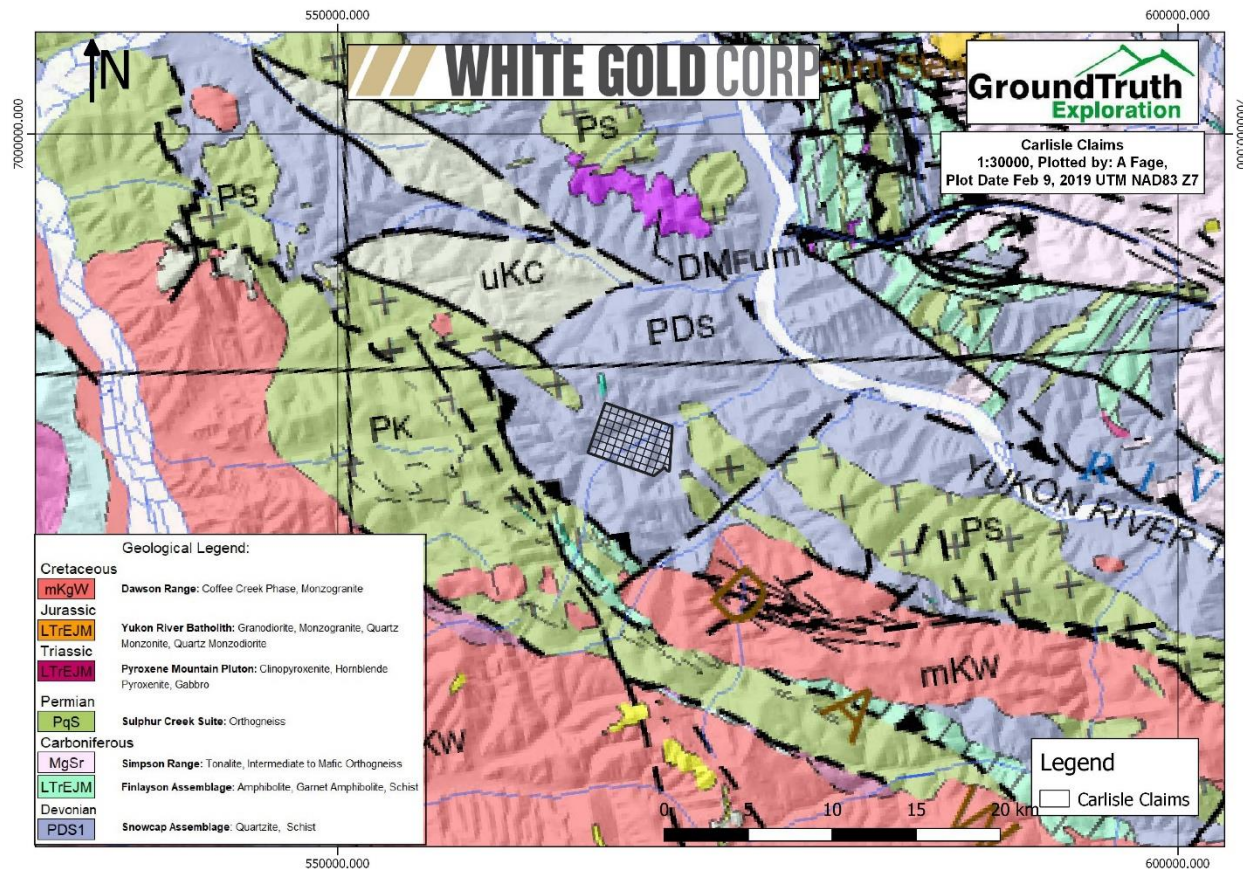 550000.000
600000.000
N
WHITE GOLD CORP
GroundTruth
Exploration
Carlisle Claims
1:30000, Plotted by: A Fage,
Plot Date Feb 9, 2019 UTM NAD83 Z7
7000000.000
7000000.000
Ps
Ps
DMFum
uKc
PDs
PK
R I V
YUKON RIVER T
Ps
D
mKw
A
Kw
W
Geological Legend:
Cretaceous
mKgW
Dawson Range: Coffee Creek Phase, Monzogranite
Jurassic
LTrEJM
Yukon River Batholith: Granodiorite, Monzogranite, Quartz
Monzonite, Quartz Monzodiorite
Triassic
LTrEJM
Pyroxene Mountain Pluton: Clinopyroxenite, Hornblende
Pyroxenite, Gabbro
Permian
PqS
Sulphur Creek Suite: Orthogneiss
Carboniferous
MgSr
Simpson Range: Tonalite, Intermediate to Mafic Orthogneiss
LTrEJM
Finlayson Assemblage: Amphibolite, Garnet Amphibolite, Schist
Devonian
PDS1
Snowcap Assemblage: Quartzite, Schist
Legend
Carlisle Claims
0 5 10 15 20 km
550000.000
600000.000